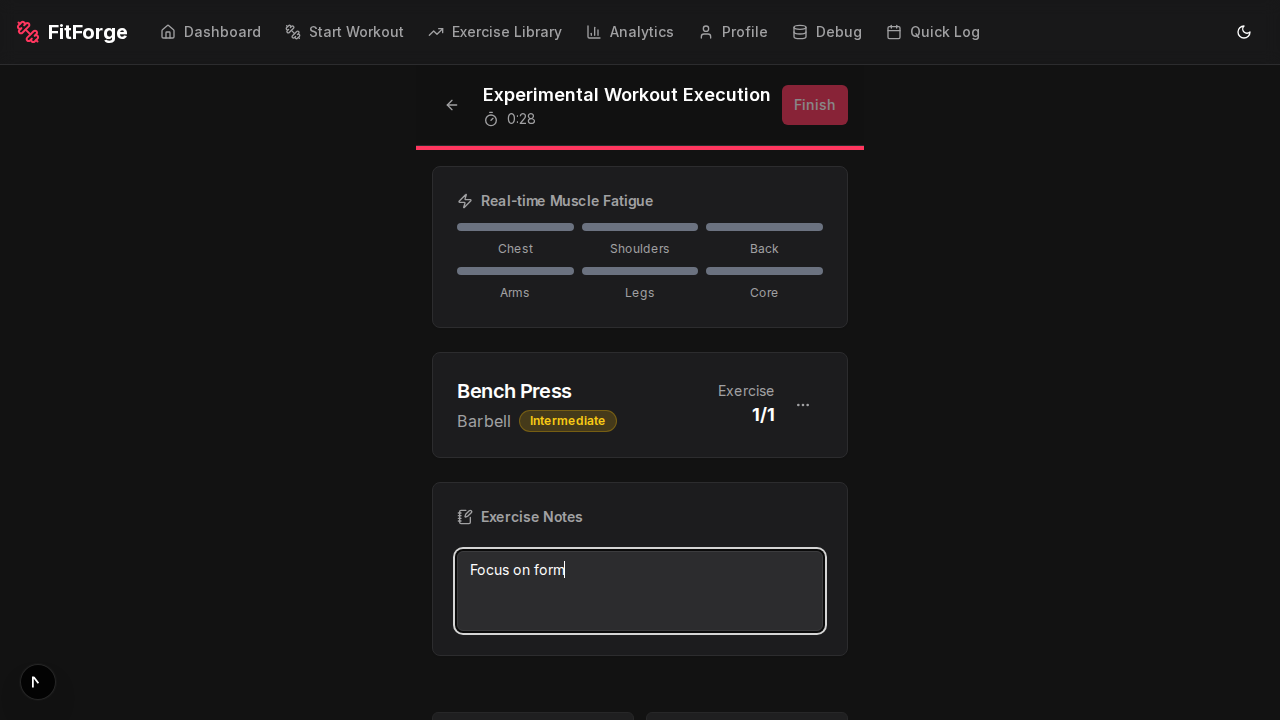 FitForge
Dashboard
Start Workout
Exercise Library
Analytics
Profile
Debug
Quick Log
Experimental Workout Execution
0:28
Finish
Real-time Muscle Fatigue
Chest
Shoulders
Back
Arms
Legs
Core
Bench Press
Barbell
Intermediate
Exercise
1/1
Exercise Notes
Focus on form